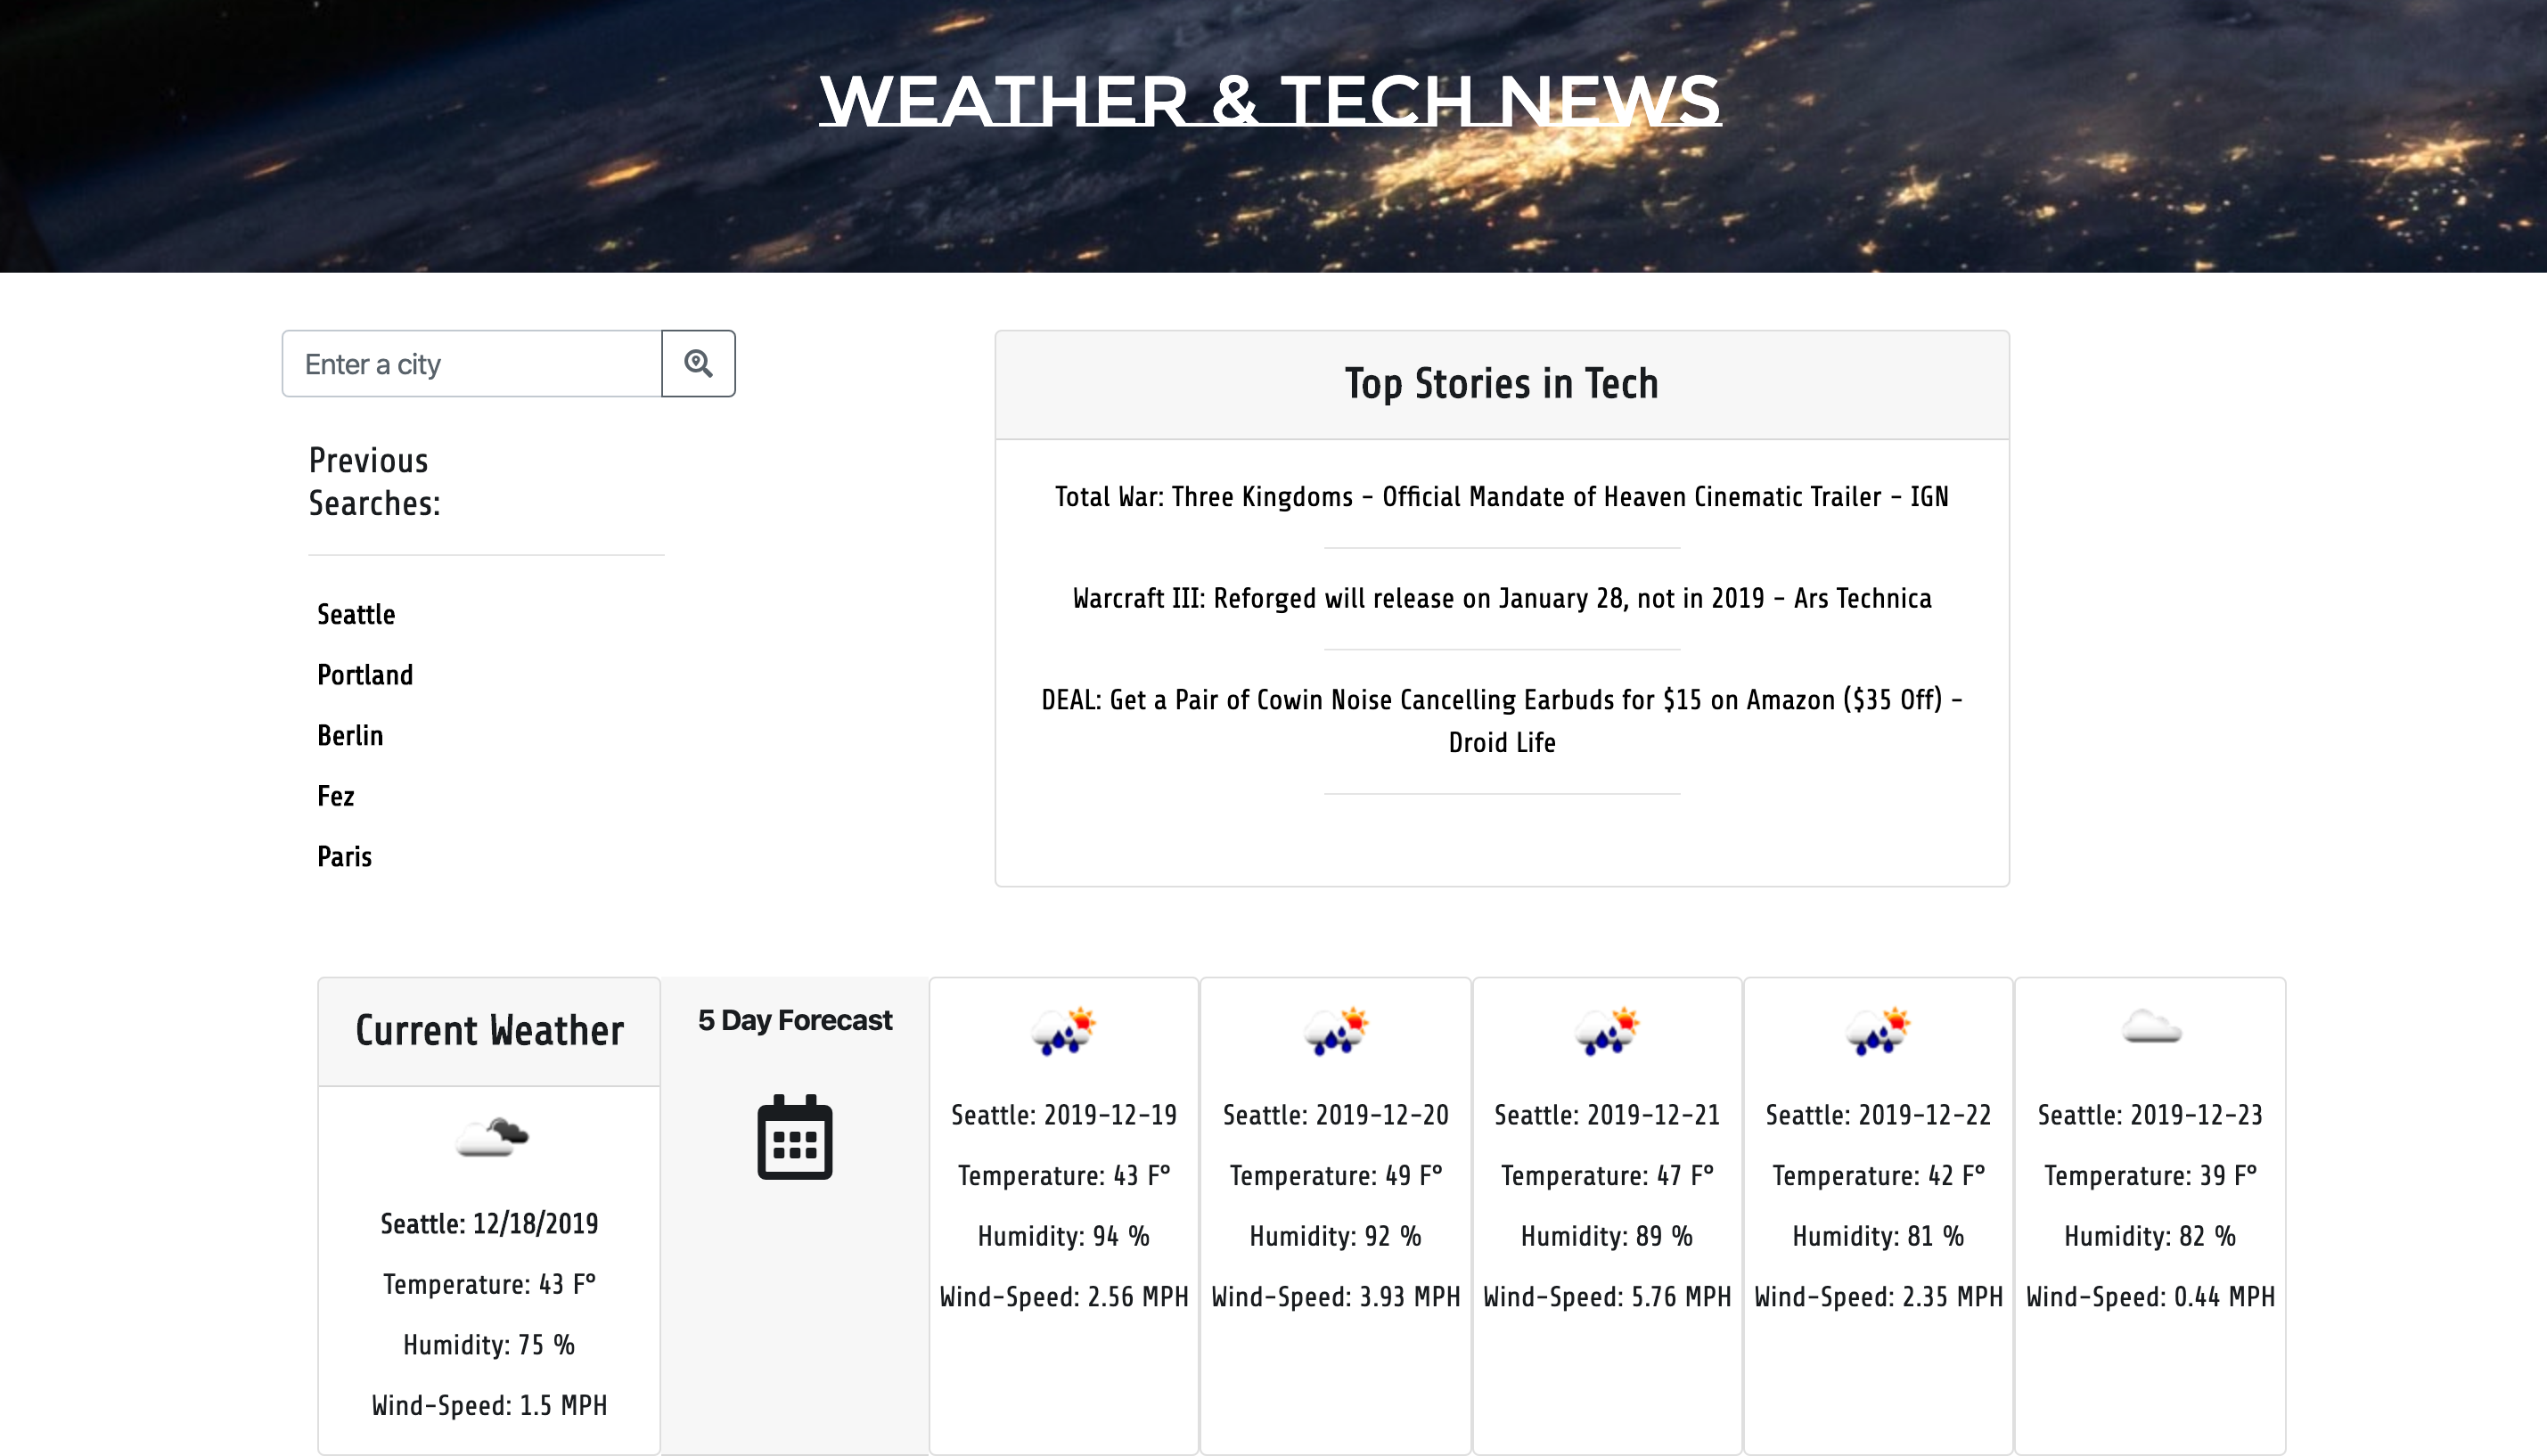 WEATHER & TECH NEWS
Enter a city
Previous
Searches:
Seattle
Portland
Berlin
Fez
Paris
Top Stories in Tech
Total War: Three Kingdoms - Official Mandate of Heaven Cinematic Trailer - IGN
Warcraft III: Reforged will release on January 28, not in 2019 - Ars Technica
DEAL: Get a Pair of Cowin Noise Cancelling Earbuds for $15 on Amazon ($35 Off) -
Droid Life
Current Weather
Seattle: 12/18/2019
Temperature: 43 F°
Humidity: 75 %
Wind-Speed: 1.5 MPH
5 Day Forecast
Seattle: 2019-12-19
Temperature: 43 F°
Humidity: 94 %
Wind-Speed: 2.56 MPH
Seattle: 2019-12-20
Temperature: 49 F°
Humidity: 92 %
Wind-Speed: 3.93 MPH
Seattle: 2019-12-21
Temperature: 47 F°
Humidity: 89 %
Wind-Speed: 5.76 MPH
Seattle: 2019-12-22
Temperature: 42 F°
Humidity: 81 %
Wind-Speed: 2.35 MPH
Seattle: 2019-12-23
Temperature: 39 F°
Humidity: 82 %
Wind-Speed: 0.44 MPH